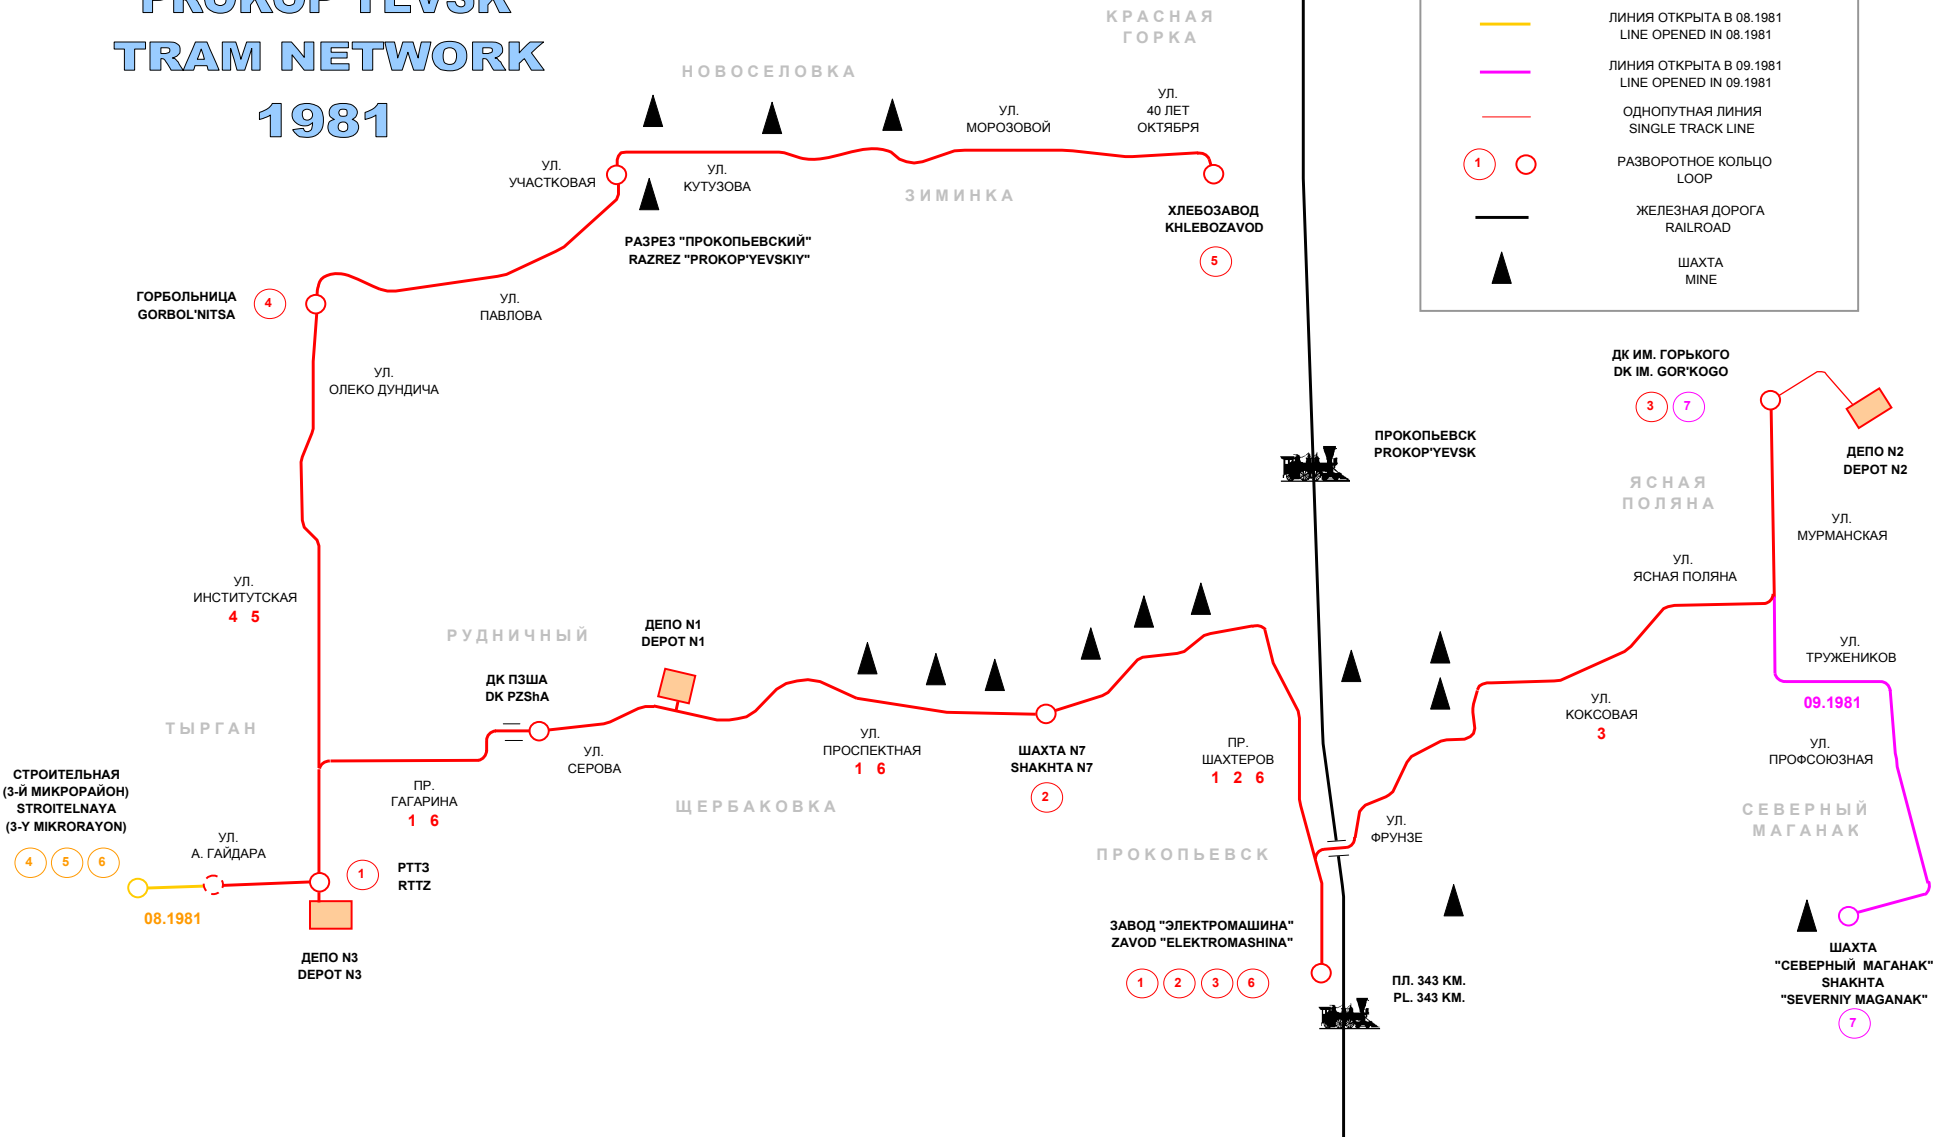 PROKOP'YEVSK
TRAM NETWORK
1981
КРАСНАЯ
ГОРКА
НОВОСЕЛОВКА
ЛИНИЯ ОТКРЫТА В 08.1981
LINE OPENED IN 08.1981
ЛИНИЯ ОТКРЫТА В 09.1981
LINE OPENED IN 09.1981
ОДНОПУТНАЯ ЛИНИЯ
SINGLE TRACK LINE
1
РАЗВОРОТНОЕ КОЛЬЦО
LOOP
ЖЕЛЕЗНАЯ ДОРОГА
RAILROAD
ШАХТА
MINE
УЛ.
МОРОЗОВОЙ
УЛ.
40 ЛЕТ
ОКТЯБРЯ
УЛ.
УЧАСТКОВАЯ
УЛ.
КУТУЗОВА
ЗИМИНКА
ХЛЕБОЗАВОД
KHLEBOZAVOD
5
РАЗРЕЗ "ПРОКОПЬЕВСКИЙ"
RAZREZ "PROKOP'YEVSKIY"
ГОРБОЛЬНИЦА
GORBOL'NITSA
4
УЛ.
ПАВЛОВА
УЛ.
ОЛЕКО ДУНДИЧА
ДК ИМ. ГОРЬКОГО
DK IM. GOR'KOGO
3 7
ПРОКОПЬЕВСК
PROKOP'YEVSK
ДЕПО N2
DEPOT N2
ЯСНАЯ
ПОЛЯНА
УЛ.
МУРМАНСКАЯ
УЛ.
ЯСНАЯ ПОЛЯНА
УЛ.
ИНСТИТУТСКАЯ
4 5
РУДНИЧНЫЙ
ДЕПО N1
DEPOT N1
ДК ПЗША
DK PZShA
УЛ.
ТРУЖЕНИКОВ
09.1981
ТЫРГАН
УЛ.
СЕРОВА
УЛ.
ПРОСПЕКТНАЯ
1 6
ШАХТА N7
SHAKHTA N7
2
ПР.
ШАХТЕРОВ
1 2 6
УЛ.
КОКСОВАЯ
3
УЛ.
ПРОФСОЮЗНАЯ
СТРОИТЕЛЬНАЯ
(3-Й МИКРОРАЙОН)
STROITELNAYA
(3-Y MIKRORAYON)
4 5 6
ПР.
ГАГАРИНА
1 6
ЩЕРБАКОВКА
УЛ.
А. ГАЙДАРА
УЛ.
ФРУНЗЕ
СЕВЕРНЫЙ
МАГАНАК
ПРОКОПЬЕВСК
1
РТТЗ
RTTZ
08.1981
ДЕПО N3
DEPOT N3
ЗАВОД "ЭЛЕКТРОМАШИНА"
ZAVOD "ELEKTROMASHINA"
1 2 3 6
ПЛ. 343 КМ.
PL. 343 KM.
ШАХТА
"СЕВЕРНЫЙ МАГАНАК"
SHAKHTA
"SEVERNIY MAGANAK"
7